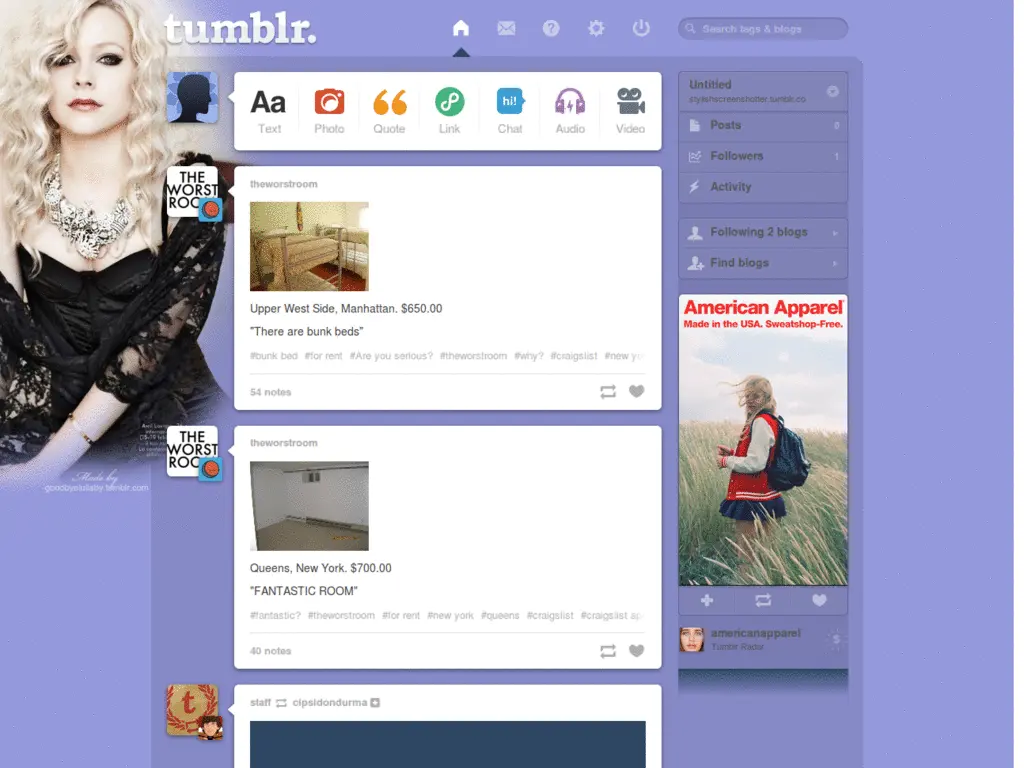 tumblr.
Search tags & blogs
Aa
Text
Photo
Quote
Link
hi!
Chat
Audio
Video
Untitled
stylishscreenshotter.tumblr.co
Posts 0
Followers 1
Activity
Following 2 blogs
Find blogs
THE
WORST
ROO
theworstroom
Upper West Side, Manhattan. $650.00
"There are bunk beds"
#bunk bed #for rent #Are you serious? #theworstroom #why? #craigslist #new yo
54 notes
American Apparel
Made in the USA. Sweatshop-Free.
Made by
THE
WORST
ROO
theworstroom
Queens, New York. $700.00
"FANTASTIC ROOM"
#fantastic? #theworstroom #for rent #new york #queens #craigslist #craigslist ap
40 notes
americanapparel
Tumblr Radar
$
t
staff cipsidondurma